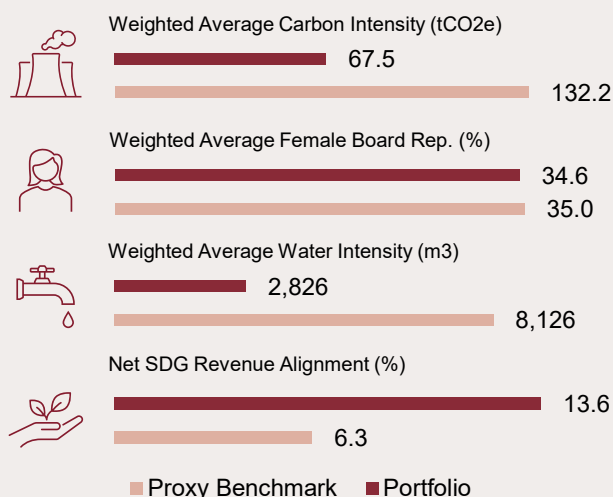 Weighted Average Carbon Intensity (tCO2e)
67.5
132.2
Weighted Average Female Board Rep. (%)
34.6
35.0
Weighted Average Water Intensity (m3)
2,826
8,126
Net SDG Revenue Alignment (%)
13.6
6.3
Proxy Benchmark Portfolio